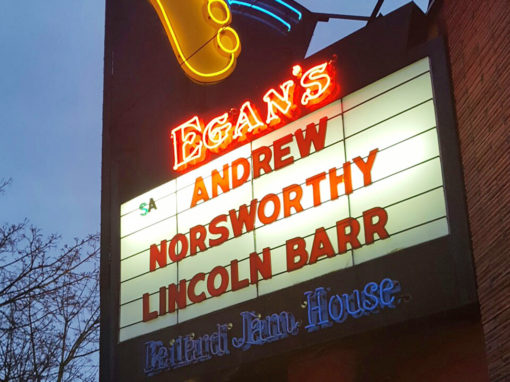 EGAN'S
SA ANDREW
NORSWORTHY
LINCOLN BARR
Ballard Jam House